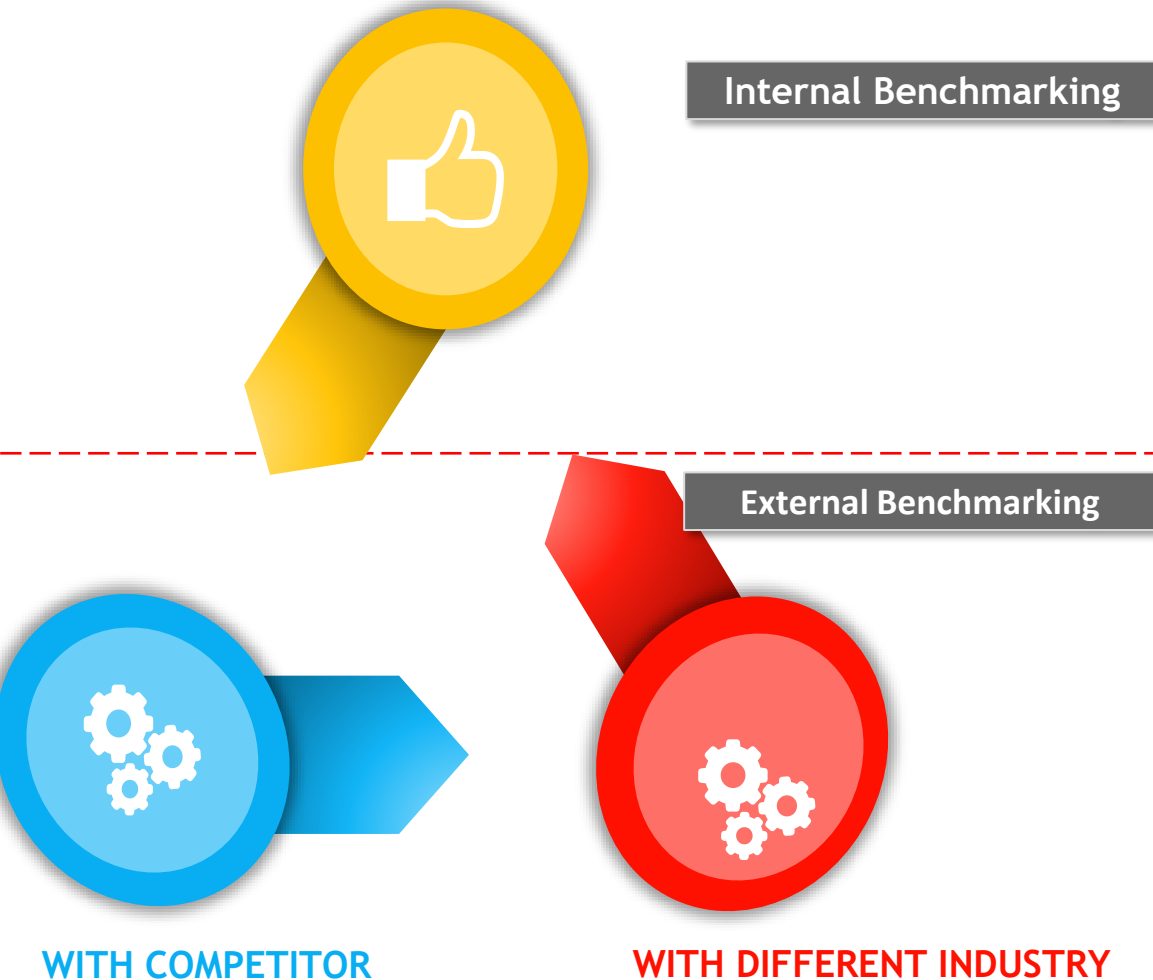 Internal Benchmarking
External Benchmarking
WITH COMPETITOR
WITH DIFFERENT INDUSTRY